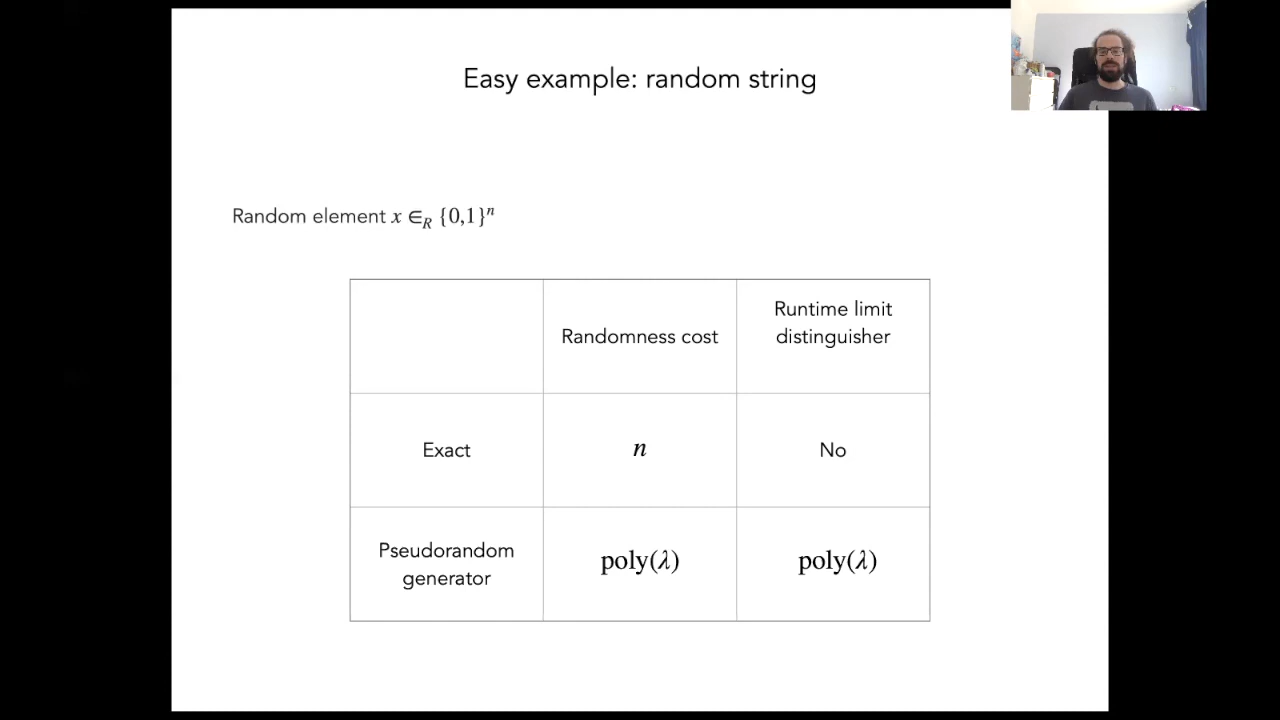 Easy example: random string
Random element x ∈_R {0,1}^n
Randomness cost
Runtime limit
distinguisher
Exact
n
No
Pseudorandom
generator
poly(λ)
poly(λ)